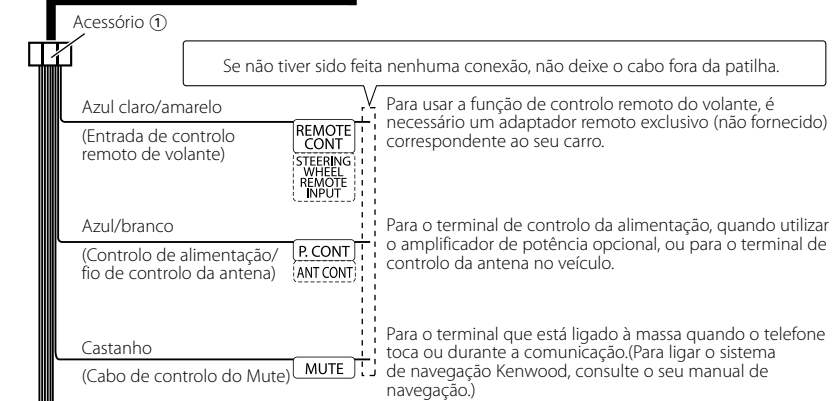 Acessório ①
Se não tiver sido feita nenhuma conexão, não deixe o cabo fora da patilha.
Azul claro/amarelo
(Entrada de controlo
remoto de volante)
REMOTE
CONT
STEERING
WHEEL
REMOTE
INPUT
Para usar a função de controlo remoto do volante, é
necessário um adaptador remoto exclusivo (não fornecido)
correspondente ao seu carro.
Azul/branco
(Controlo de alimentação/
fio de controlo da antena)
P. CONT
ANT CONT
Para o terminal de controlo da alimentação, quando utilizar
o amplificador de potência opcional, ou para o terminal de
controlo da antena no veículo.
Castanho
(Cabo de controlo do Mute)
MUTE
Para o terminal que está ligado à massa quando o telefone
toca ou durante a comunicação.(Para ligar o sistema
de navegação Kenwood, consulte o seu manual de
navegação.)